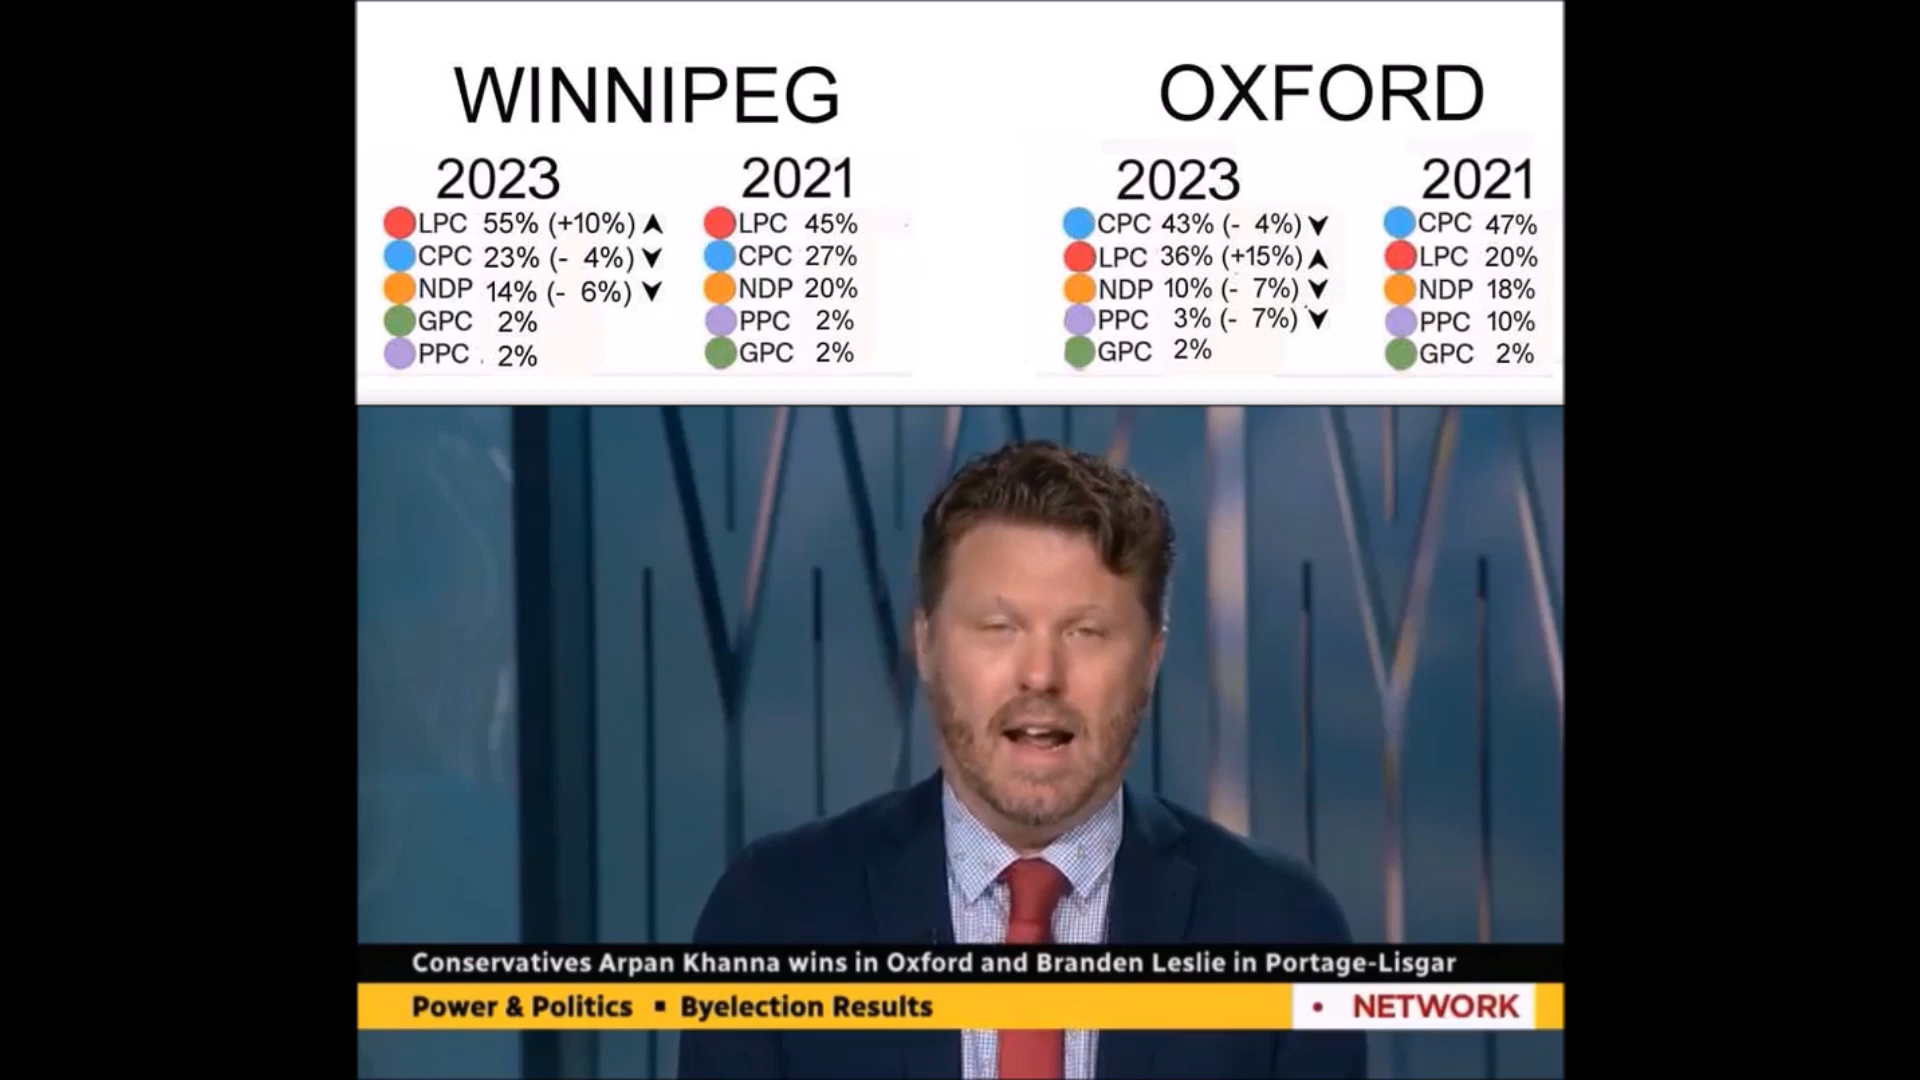 WINNIPEG
2023
LPC 55% (+10%) ⮝
CPC 23% (- 4%) ⮟
NDP 14% (- 6%) ⮟
GPC 2%
PPC . 2%
2021
LPC 45%
CPC 27%
NDP 20%
PPC 2%
GPC 2%
OXFORD
2023
CPC 43% (- 4%) ⮟
LPC 36% (+15%) ⮝
NDP 10% (- 7%) ⮟
PPC 3% (- 7%) ⮟
GPC 2%
2021
CPC 47%
LPC 20%
NDP 18%
PPC 10%
GPC 2%
Conservatives Arpan Khanna wins in Oxford and Branden Leslie in Portage-Lisgar
Power & Politics ▪ Byelection Results
• NETWORK